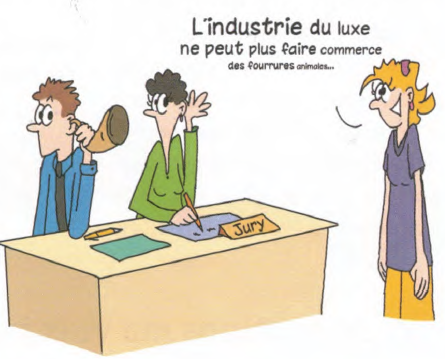 L'industrie du luxe
ne peut plus faire commerce
des fourrures animales...
Jury